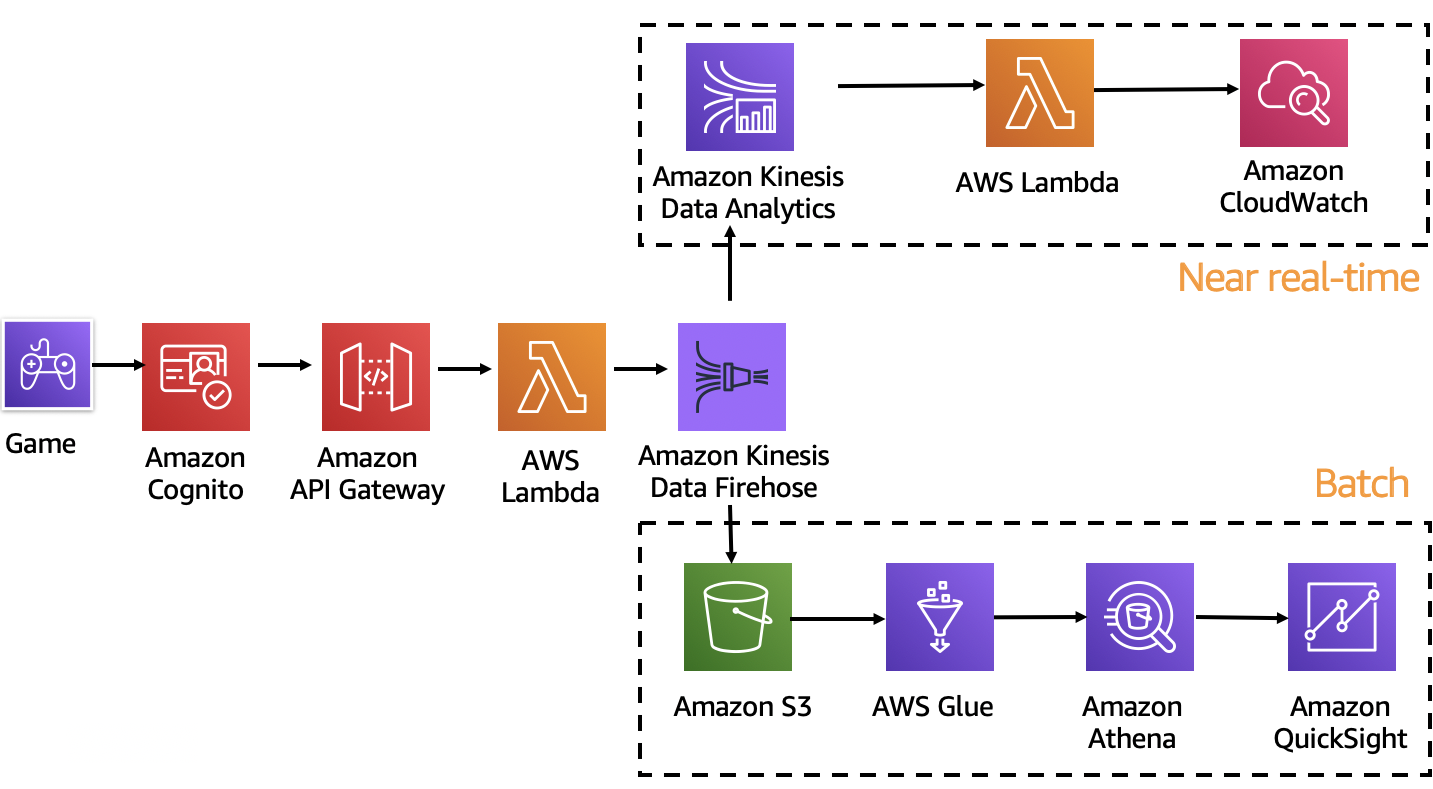 Amazon Kinesis
Data Analytics
AWS Lambda
Amazon
CloudWatch
Near real-time
Game
Amazon
Cognito
Amazon
API Gateway
AWS
Lambda
Amazon Kinesis
Data Firehose
Batch
Amazon S3
AWS Glue
Amazon
Athena
Amazon
QuickSight